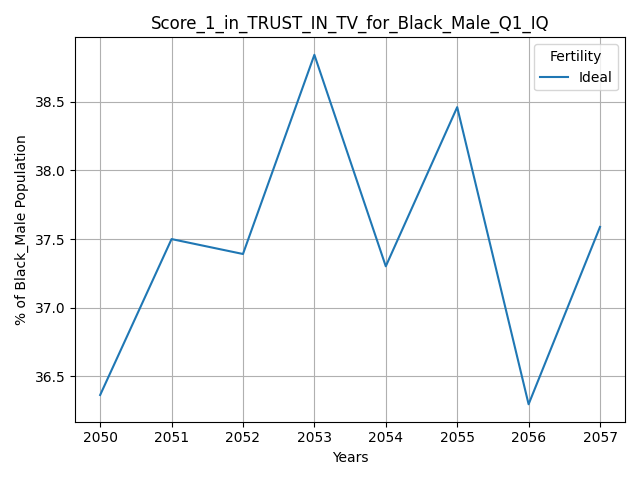 Score_1_in_TRUST_IN_TV_for_Black_Male_Q1_IQ
Fertility
Ideal
% of Black_Male Population
38.5
38.0
37.5
37.0
36.5
2050 2051 2052 2053 2054 2055 2056 2057
Years